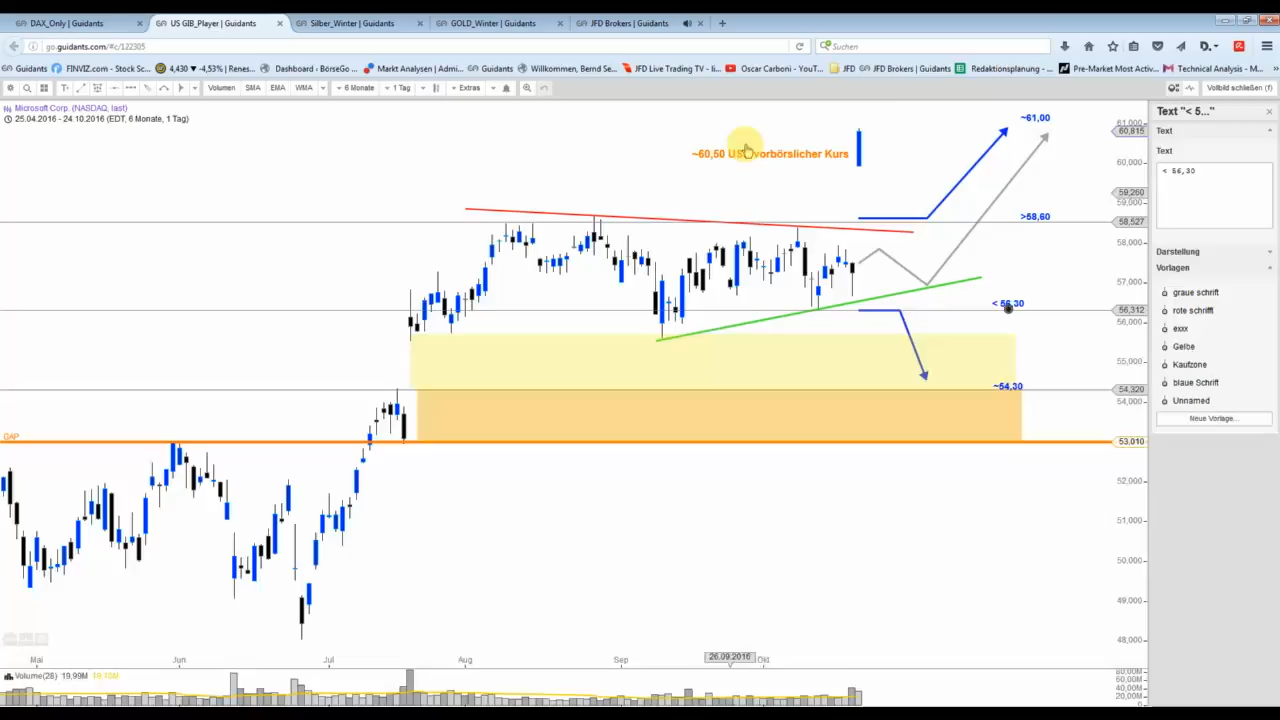 DAX_Only | Guidants
US GIB_Player | Guidants
Silber_Winter | Guidants
GOLD_Winter | Guidants
JFD Brokers | Guidants
go.guidants.com/#c/122305
Suchen
Guidants
FINVIZ.com - Stock Sc...
4,430 ▾ -4,53% | Renes...
Dashboard ‹ BörseGo ...
Markt Analysen | Admi...
Guidants
Willkommen, Bernd Se...
JFD Live Trading TV - li...
Oscar Carboni - YouT...
JFD
JFD Brokers | Guidants
Redaktionsplanung - ...
Pre-Market Most Activ...
Technical Analysis - M...
Volumen
SMA
EMA
WMA
6 Monate
1 Tag
Extras
Vollbild schließen (f)
Microsoft Corp. (NASDAQ, last)
25.04.2016 - 24.10.2016 (EDT, 6 Monate, 1 Tag)
~61,00
~60,50
vorbörslicher Kurs
>58,60
< 56,30
~54,30
GAP
61,000
60,815
60,000
59,260
59,000
58,527
58,000
57,000
56,312
56,000
55,000
54,320
54,000
53,010
52,000
51,000
50,000
49,000
48,000
Mai
Jun
Jul
Aug
Sep
26.09.2016
Okt
Volume(26) 19,99M
80,00M
60,00M
40,00M
20,00M
0
Text "< 5..."
Text
Text
< 56,30
Darstellung
Vorlagen
graue schrift
rote schrifft
exxx
Gelbe
Kaufzone
blaue Schrift
Unnamed
Neue Vorlage...